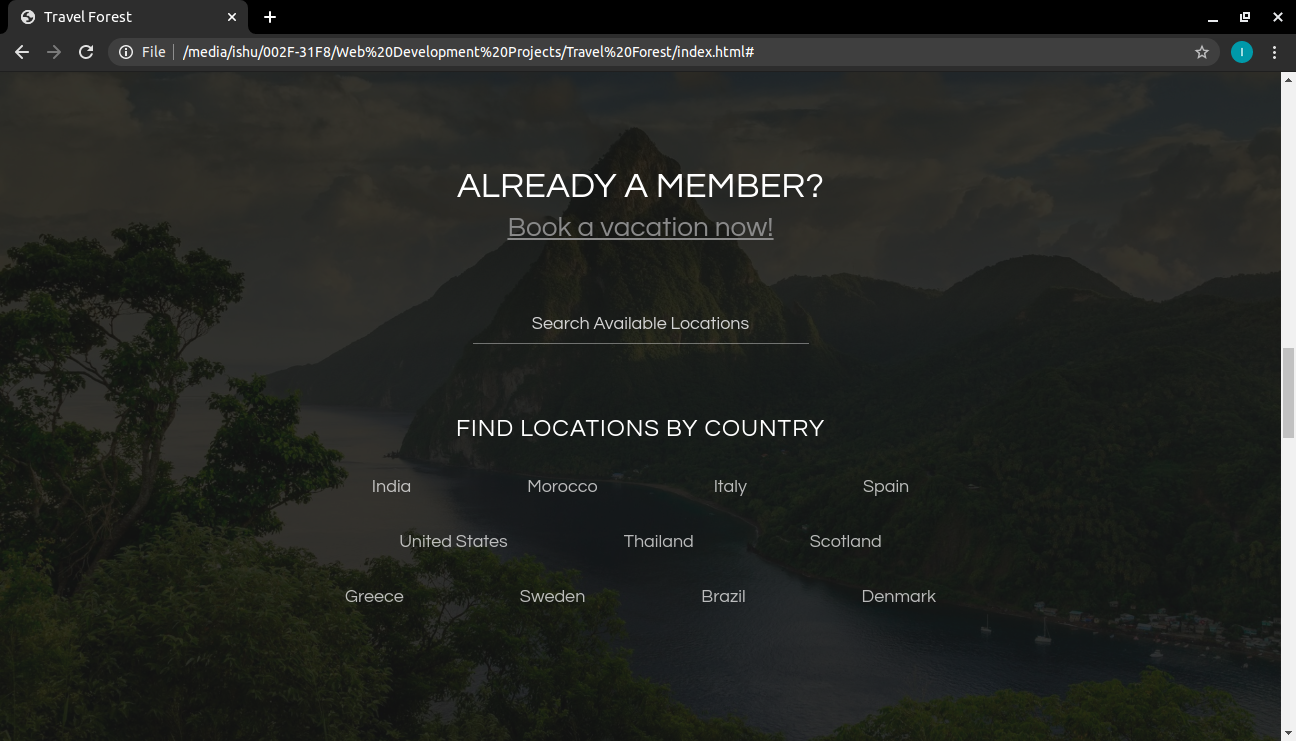 Travel Forest
File /media/ishu/002F-31F8/Web%20Development%20Projects/Travel%20Forest/index.html#
I
ALREADY A MEMBER?
Book a vacation now!
Search Available Locations
FIND LOCATIONS BY COUNTRY
India Morocco Italy Spain
United States Thailand Scotland
Greece Sweden Brazil Denmark